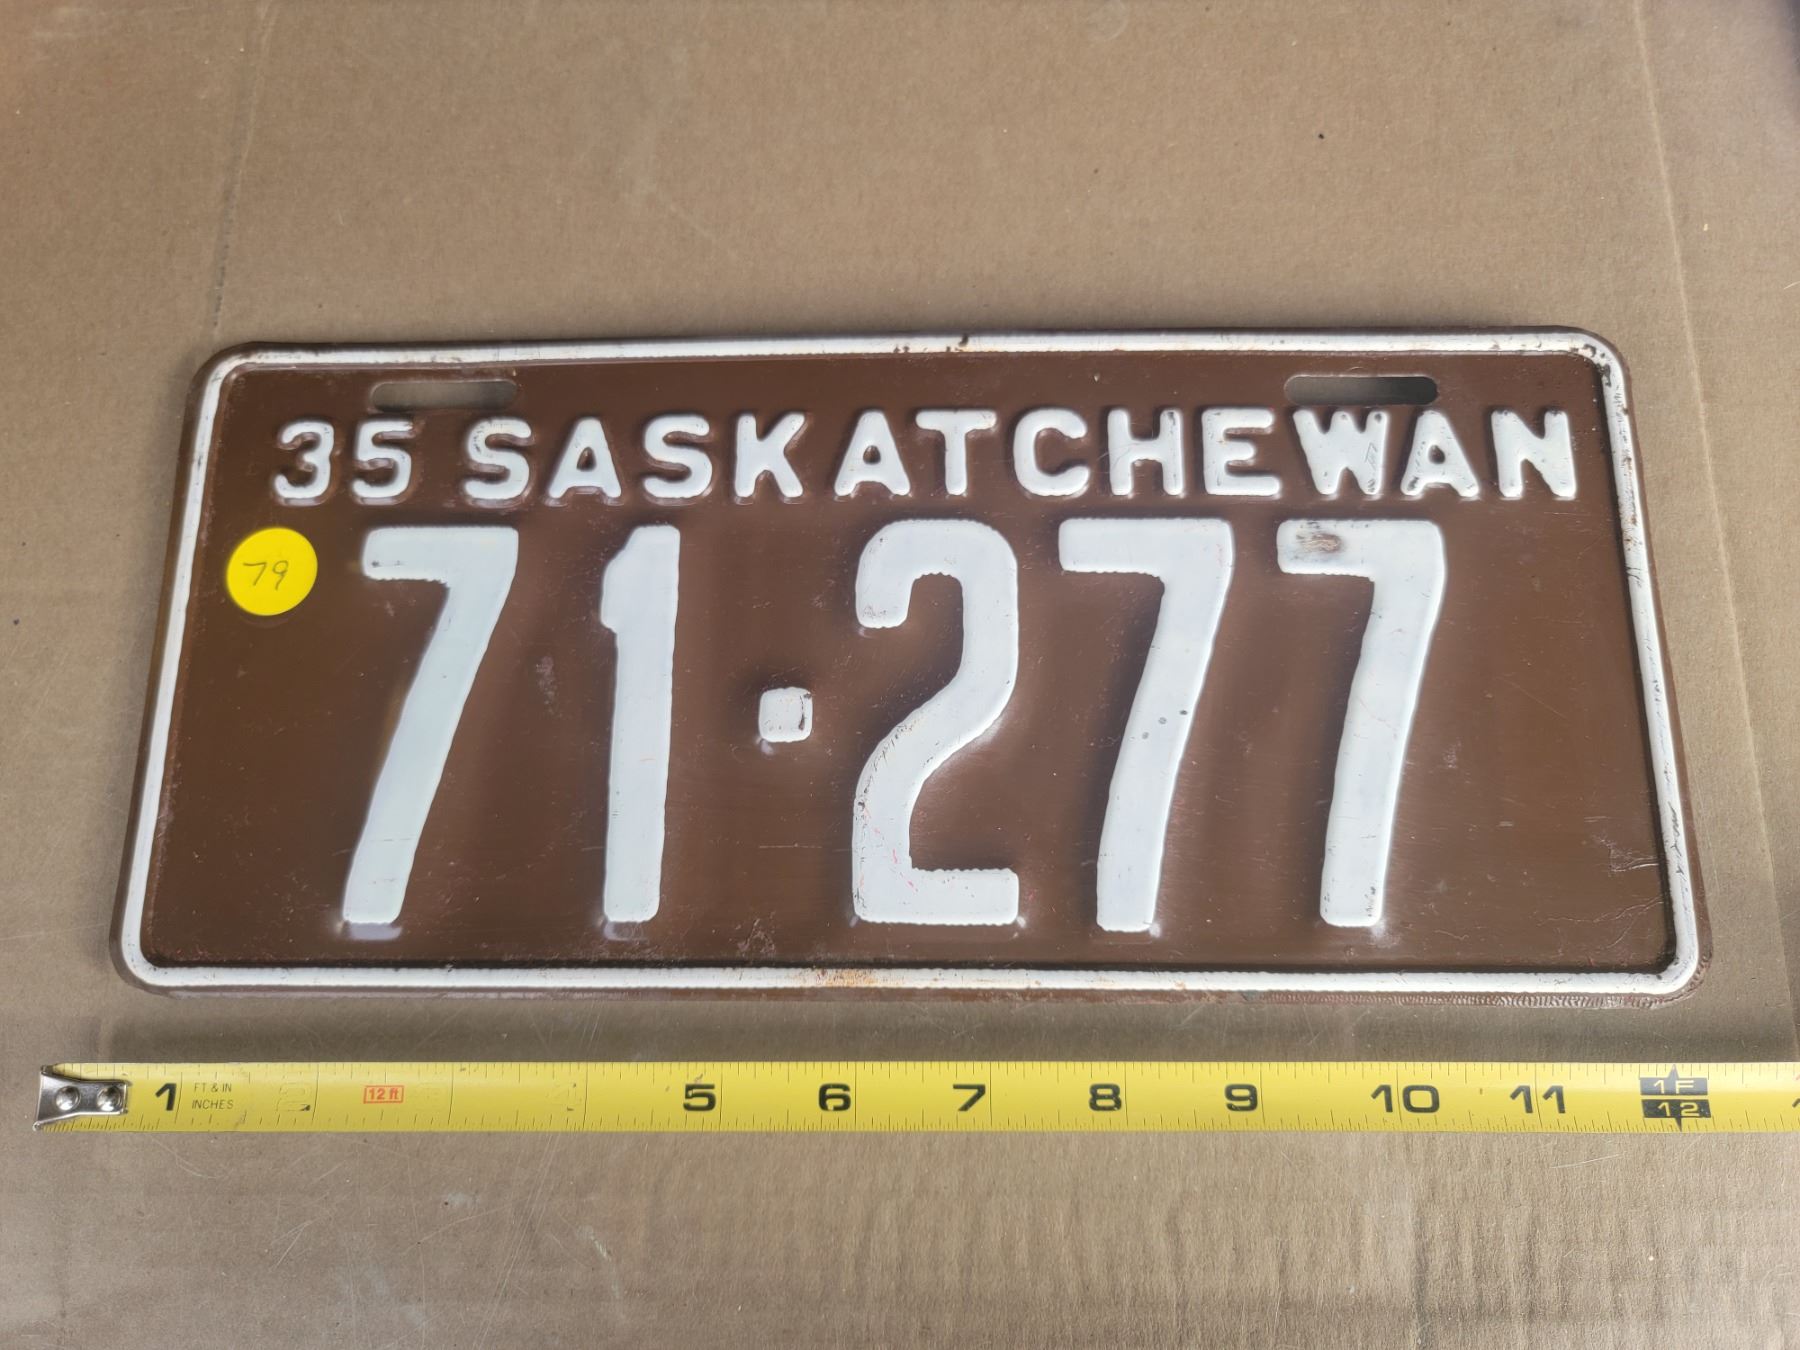 35 SASKATCHEWAN
79
71·277
1 FT & IN INCHES 12 ft 5 6 7 8 9 10 11 1F
12